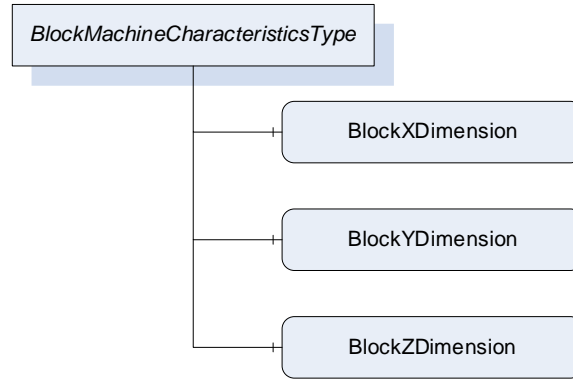 BlockMachineCharacteristicsType
BlockXDimension
BlockYDimension
BlockZDimension